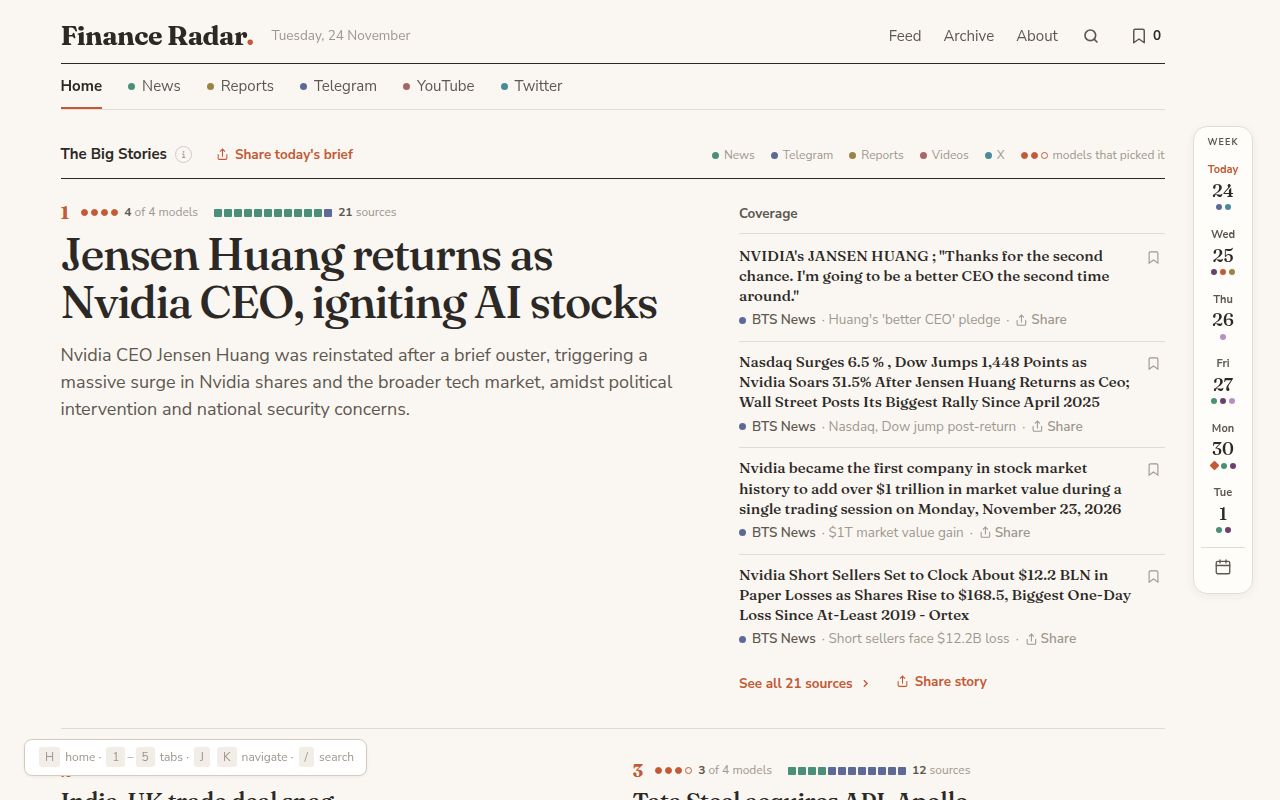 Finance Radar.
Tuesday, 24 November
Feed
Archive
About
0
Home
News
Reports
Telegram
YouTube
Twitter
The Big Stories
Share today's brief
News
Telegram
Reports
Videos
X
models that picked it
1
4 of 4 models
21 sources
Jensen Huang returns as
Nvidia CEO, igniting AI stocks
Nvidia CEO Jensen Huang was reinstated after a brief ouster, triggering a
massive surge in Nvidia shares and the broader tech market, amidst political
intervention and national security concerns.
Coverage
NVIDIA's JANSEN HUANG ; "Thanks for the second
chance. I'm going to be a better CEO the second time
around."
BTS News · Huang's 'better CEO' pledge · Share
Nasdaq Surges 6.5 % , Dow Jumps 1,448 Points as
Nvidia Soars 31.5% After Jensen Huang Returns as Ceo;
Wall Street Posts Its Biggest Rally Since April 2025
BTS News · Nasdaq, Dow jump post-return · Share
Nvidia became the first company in stock market
history to add over $1 trillion in market value during a
single trading session on Monday, November 23, 2026
BTS News · $1T market value gain · Share
Nvidia Short Sellers Set to Clock About $12.2 BLN in
Paper Losses as Shares Rise to $168.5, Biggest One-Day
Loss Since At-Least 2019 - Ortex
BTS News · Short sellers face $12.2B loss · Share
See all 21 sources
Share story
WEEK
Today
24
Wed
25
Thu
26
Fri
27
Mon
30
Tue
1
H home · 1 – 5 tabs · J K navigate · / search
3
3 of 4 models
12 sources
India, UK trade deal snag
Tata Steel acquires ADI, Apollo